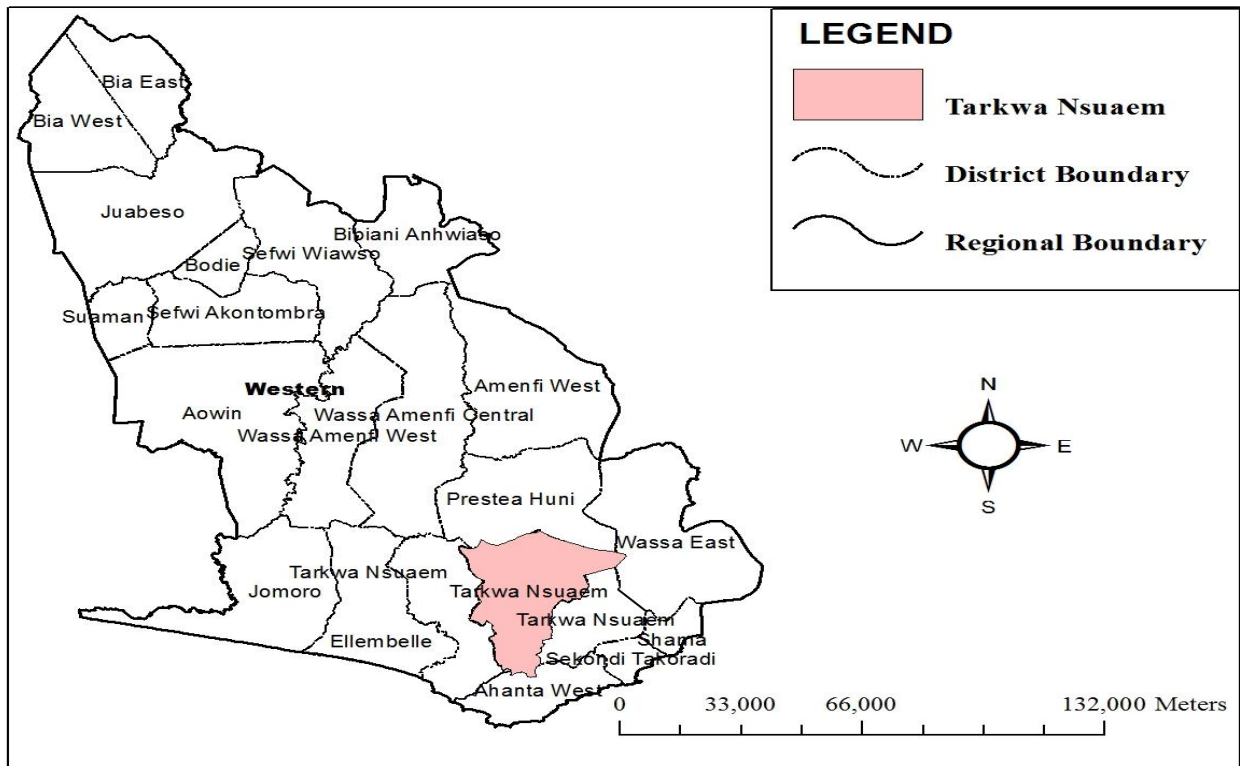 LEGEND
Tarkwa Nsuaem
District Boundary
Regional Boundary
Bia East
Bia West
Juabeso
Bibiani Anhwiaso
Sefwi Wiawso
Bodie
Suaman
Sefwi Akontombra
Western
Amenfi West
Aowin
Wassa Amenfi Central
Wassa Amenfi West
N
W
E
S
Prestea Huni
Wassa East
Tarkwa Nsuaem
Jomoro
Tarkwa Nsuaem
Tarkwa Nsuaem
Ellembelle
Shama
Sekondi Takoradi
Ahanta West
0 33,000 66,000 132,000 Meters